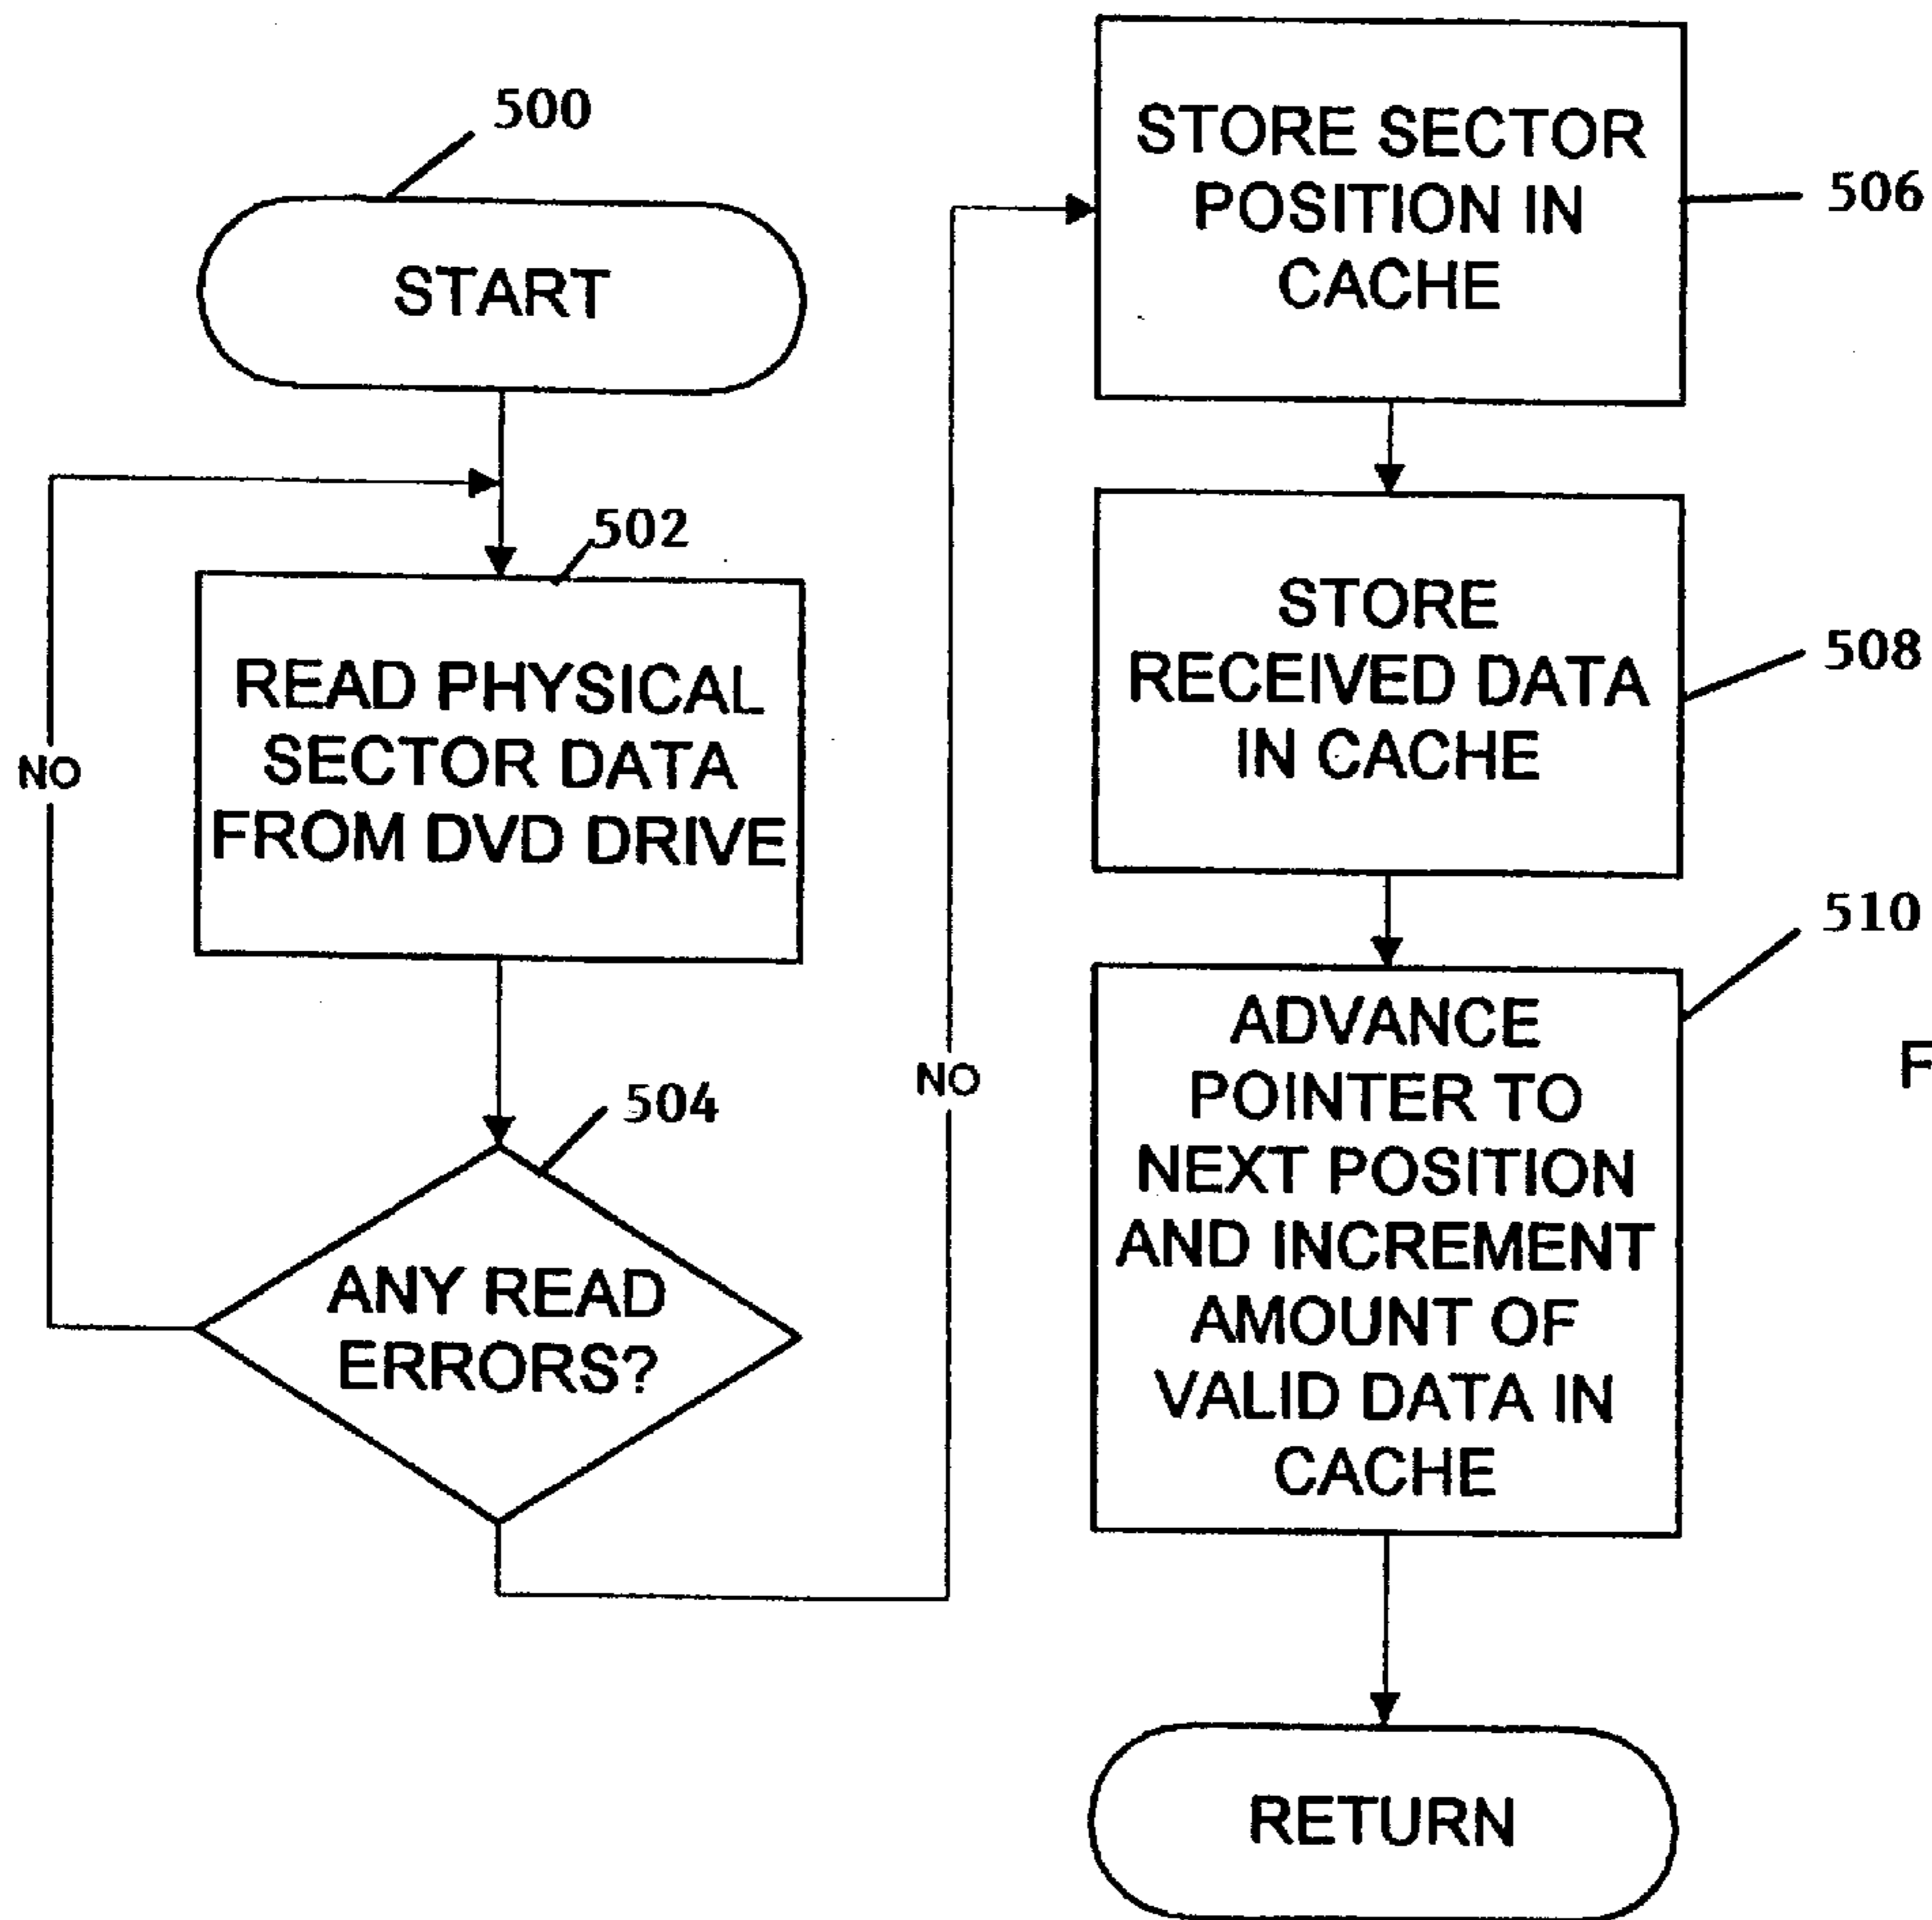 500
START
502
READ PHYSICAL
SECTOR DATA
FROM DVD DRIVE
NO
504
ANY READ
ERRORS?
NO
STORE SECTOR
POSITION IN
CACHE
506
STORE
RECEIVED DATA
IN CACHE
508
510
ADVANCE
POINTER TO
NEXT POSITION
AND INCREMENT
AMOUNT OF
VALID DATA IN
CACHE
F
RETURN